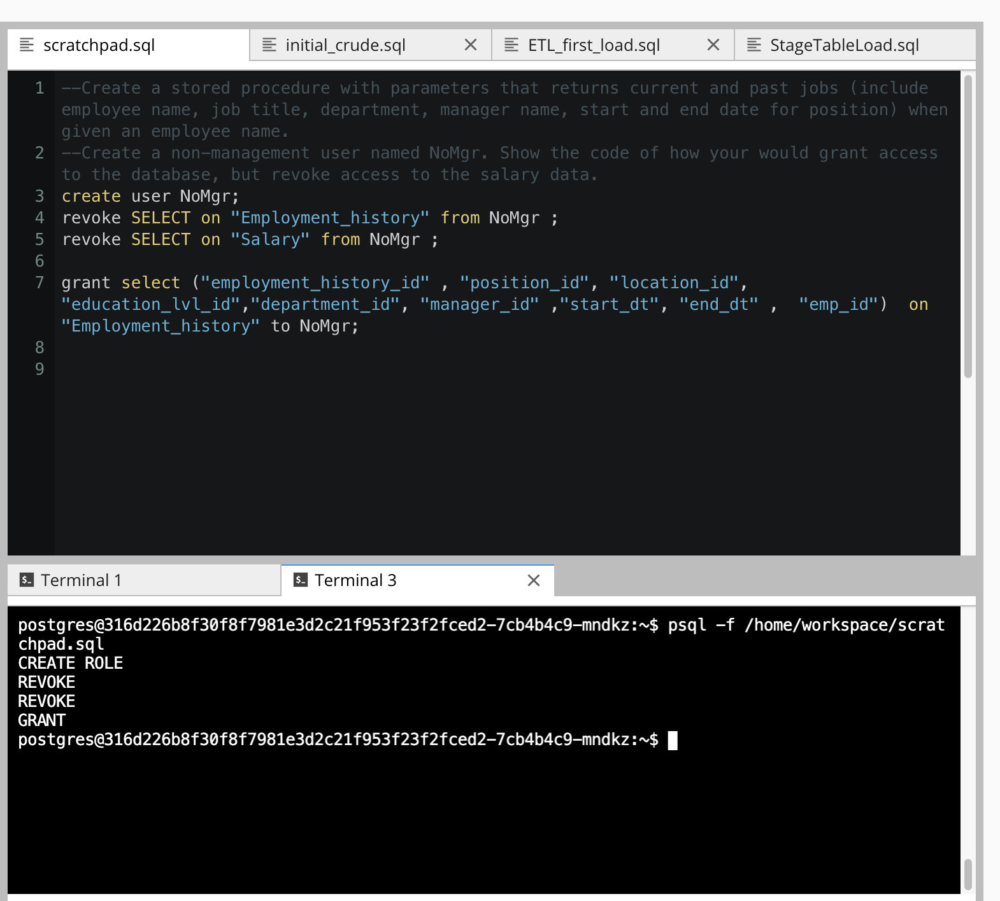 scratchpad.sql
initial_crude.sql
ETL_first_load.sql
StageTableLoad.sql
1 --Create a stored procedure with parameters that returns current and past jobs (include
employee name, job title, department, manager name, start and end date for position) when
given an employee name.
2 --Create a non-management user named NoMgr. Show the code of how your would grant access
to the database, but revoke access to the salary data.
3 create user NoMgr;
4 revoke SELECT on "Employment_history" from NoMgr ;
5 revoke SELECT on "Salary" from NoMgr ;
6
7 grant select ("employment_history_id" , "position_id", "location_id",
"education_lvl_id","department_id", "manager_id" ,"start_dt", "end_dt" ,  "emp_id")  on
"Employment_history" to NoMgr;
8
9
$_ Terminal 1
$_ Terminal 3
postgres@316d226b8f30f8f7981e3d2c21f953f23f2fced2-7cb4b4c9-mndkz:~$ psql -f /home/workspace/scrat
chpad.sql
CREATE ROLE
REVOKE
REVOKE
GRANT
postgres@316d226b8f30f8f7981e3d2c21f953f23f2fced2-7cb4b4c9-mndkz:~$